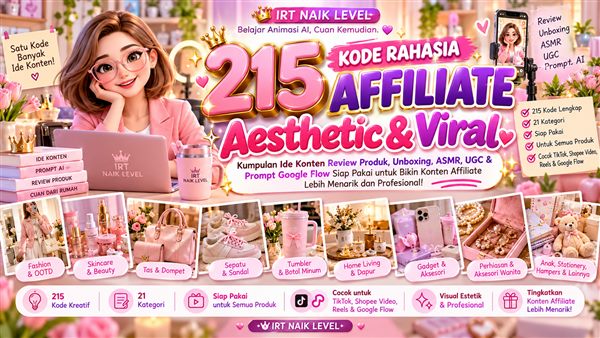 IRT NAIK LEVEL
Belajar Animasi AI, Cuan Kemudian.
Satu Kode
Banyak
Ide Konten!
215
KODE RAHASIA
AFFILIATE
Aesthetic & Viral
Kumpulan Ide Konten Review Produk, Unboxing, ASMR, UGC &
Prompt Google Flow Siap Pakai untuk Bikin Konten Affiliate
Lebih Menarik dan Profesional!
Review
Unboxing
ASMR
UGC
Prompt. AI
215 Kode Lengkap
21 Kategori
Siap Pakai
Untuk Semua Produk
Cocok TikTok, Shopee Video,
Reels & Google Flow
IRT
NAIK LEVEL
IRT
NAIK LEVEL
IDE KONTEN
PROMPT AI
REVIEW PRODUK
CUAN DARI RUMAH
Fashion
& OOTD
Skincare
& Beauty
Tas & Dompet
Sepatu
& Sandal
Tumbler
& Botol Minum
Home Living
& Dapur
Gadget &
Aksesori
Perhiasan &
Aksesori Wanita
Anak, Stationery,
Hampers & Lainnya
215
Kode Kreatif
21
Kategori
Siap Pakai
untuk Semua Produk
Cocok untuk
TikTok, Shopee Video,
Reels & Google Flow
Visual Estetik
& Profesional
Tingkatkan
Konten Affiliate
Lebih Menarik!
IRT NAIK LEVEL